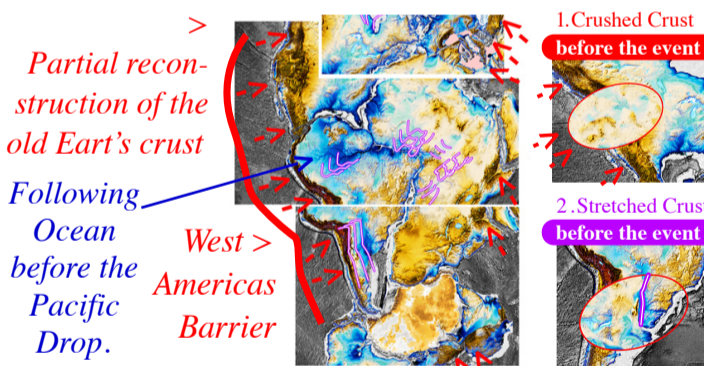 >
Partial recon-
struction of the
old Eart's crust
Following
Ocean
before the
Pacific
Drop.
West >
Americas
Barrier
1.Crushed Crust
before the event
2.Stretched Crust
before the event